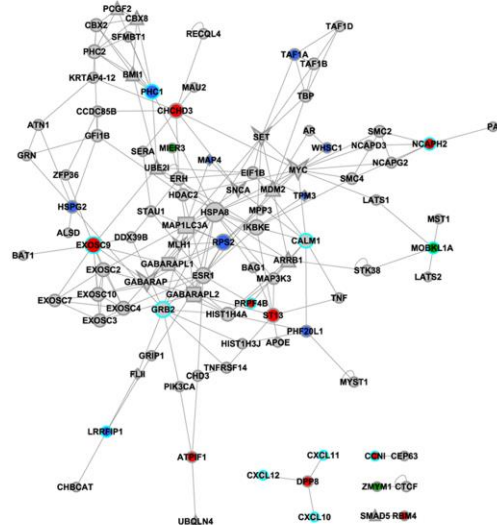 PCGF2
CBX8
CBX2
SFMBT1
PHC2
BMI1
KRTAP4-12
PHC1
RECQL4
MAU2
TAF1D
TAF1A
TAF1B
TBP
CHCHD3
CCDC85B
ATN1
GFI1B
GRN
SERA
MIER3
UBE2I
MAP4
ERH
SET
EIF1B
AR
WHSC1
MYC
SMC2
NCAPD3
NCAPH2
NCAPG2
SMC4
PA
ZFP36
HSPG2
ALSD
HDAC2
SNCA
MDM2
TPM3
LATS1
STAU1
HSPA8
MPP3
MAP1LC3A
IKBKE
MST1
MOBKL1A
LATS2
STK38
BAT1
EXOSC9
DDX39B
MLH1
RPS2
CALM1
GABARAPL1
ESR1
ARRB1
BAG1
MAP3K3
EXOSC2
EXOSC7
EXOSC10
EXOSC3
EXOSC4
GABARAP
GABARAPL2
GRB2
HIST1H4A
PRPF4B
ST13
TNF
PHF20L1
HIST1H3J
APOE
GRIP1
FLII
CHD3
TNFRSF14
PIK3CA
MYST1
LRRFIP1
CHBCAT
ATPIF1
UBQLN4
CXCL11
CXCL12
DPP8
CXCL10
CCNI
CEP63
ZMYM1
CTCF
SMAD5
RBM4